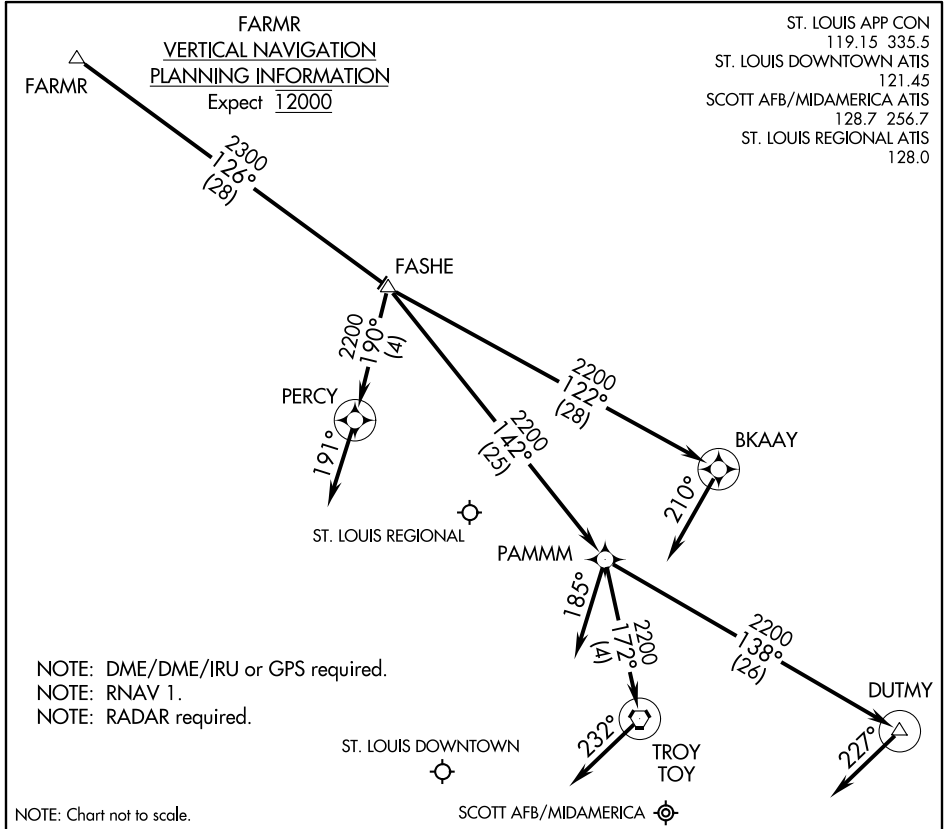 FARMR
VERTICAL NAVIGATION
PLANNING INFORMATION
Expect 12000
ST. LOUIS APP CON
119.15 335.5
ST. LOUIS DOWNTOWN ATIS
121.45
SCOTT AFB/MIDAMERICA ATIS
128.7 256.7
ST. LOUIS REGIONAL ATIS
128.0
FARMR
2300
126°
(28)
FASHE
2200
190°
(4)
PERCY
191°
2200
142°
(25)
2200
122°
(28)
BKAAY
210°
ST. LOUIS REGIONAL
PAMMM
185°
2200
172°
(4)
2200
138°
(26)
DUTMY
227°
NOTE: DME/DME/IRU or GPS required.
NOTE: RNAV 1.
NOTE: RADAR required.
232°
TROY
TOY
ST. LOUIS DOWNTOWN
NOTE: Chart not to scale.
SCOTT AFB/MIDAMERICA